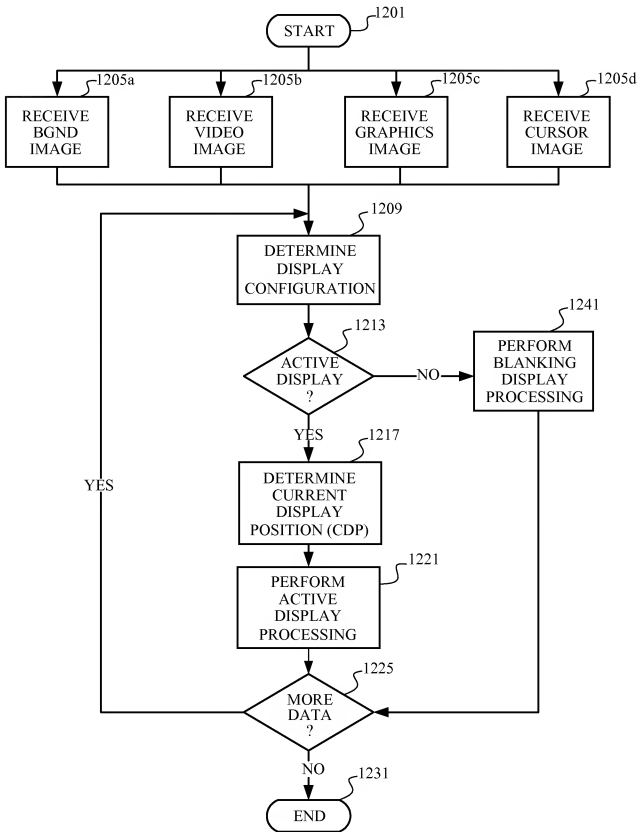 START
1201
1205a
1205b
1205c
1205d
RECEIVE
BGND
IMAGE
RECEIVE
VIDEO
IMAGE
RECEIVE
GRAPHICS
IMAGE
RECEIVE
CURSOR
IMAGE
1209
DETERMINE
DISPLAY
CONFIGURATION
1213
ACTIVE
DISPLAY
?
NO
1241
PERFORM
BLANKING
DISPLAY
PROCESSING
YES
1217
DETERMINE
CURRENT
DISPLAY
POSITION (CDP)
YES
1221
PERFORM
ACTIVE
DISPLAY
PROCESSING
1225
MORE
DATA
?
NO
1231
END